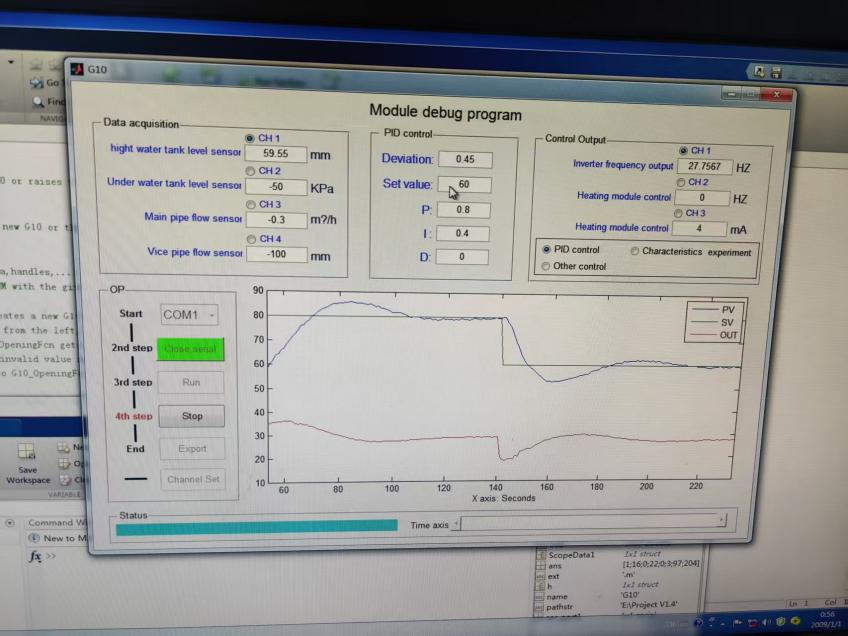 G10
Go T
Find
NAVIG
Module debug program
Data acquisition
CH 1
hight water tank level sensor 59.55 mm
CH 2
Under water tank level sensor -50 KPa
CH 3
Main pipe flow sensor -0.3 m?/h
CH 4
Vice pipe flow sensor -100 mm
PID control
Deviation: 0.45
Set value: 60
P: 0.8
I: 0.4
D: 0
Control Output
CH 1
Inverter frequency output 27.7567 HZ
CH 2
Heating module control 0 HZ
CH 3
Heating module control 4 mA
PID control Characteristics experiment
Other control
0 or raises
new G10 or t
a,handles,...
M with the gi
eates a new G1
from the left,
OpeningFcn get
invalid value
o G10_OpeningF
OP
Start COM1
2nd step Close serial
3rd step Run
4th step Stop
End Export
Channel Set
90
80
70
60
50
40
30
20
10
60 80 100 120 140 160 180 200 220
X axis: Seconds
PV
SV
OUT
Status
Time axis
Save
Workspace
Ne
Op
Cl
VARIABLE
Command W
New to M
fx >>
ScopeData1 1x1 struct
ans [1;16;0;22;0;3;97;204]
ext '.m'
h 1x1 struct
name 'G10'
pathstr 'E:\Project V1.4'
Ln 1 Col
0:56
2009/1/1